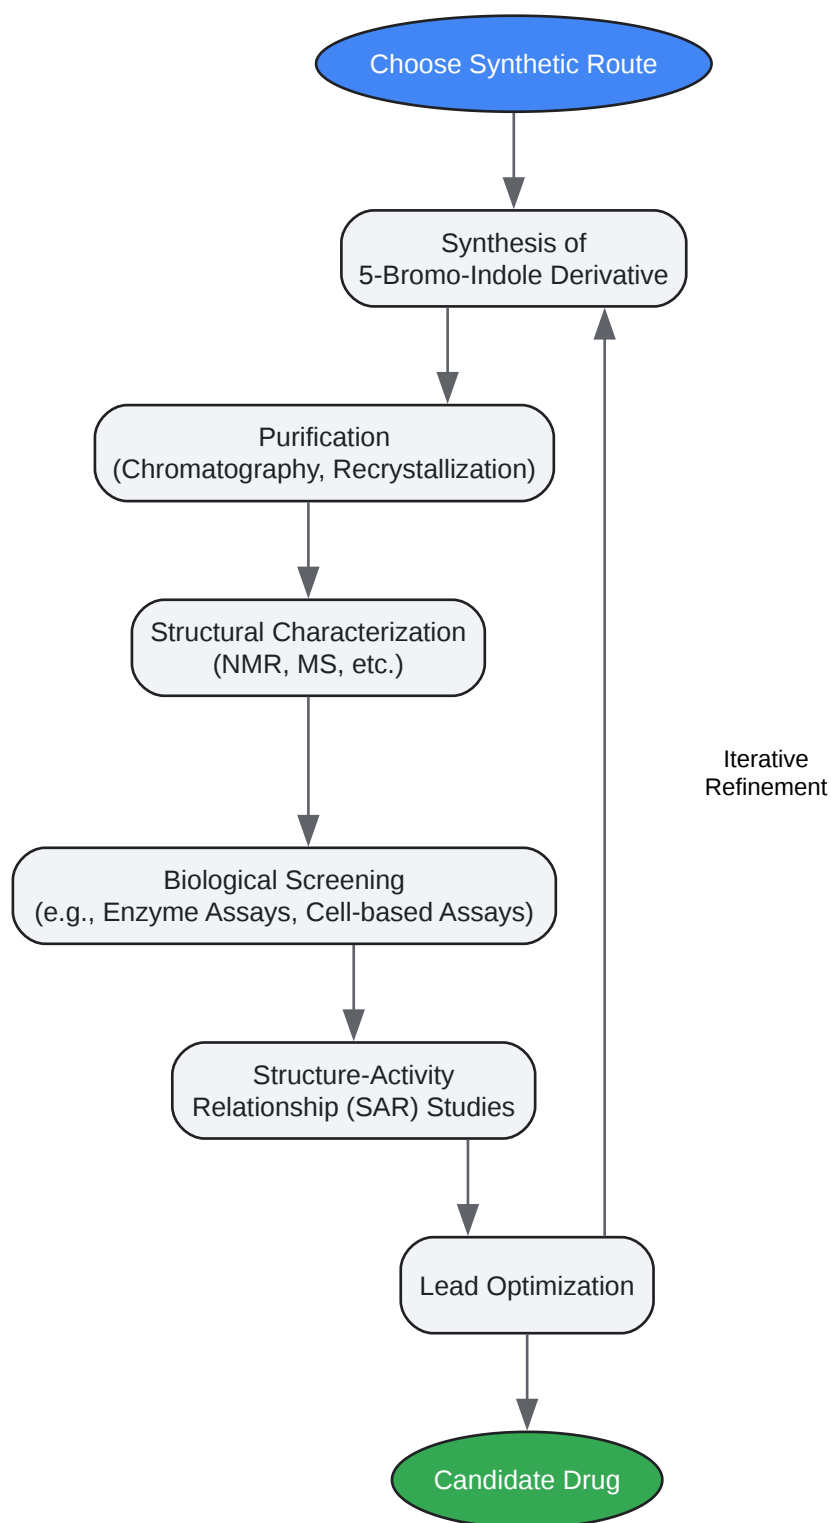 Choose Synthetic Route
Synthesis of
5-Bromo-Indole Derivative
Purification
(Chromatography, Recrystallization)
Structural Characterization
(NMR, MS, etc.)
Iterative
Refinement
Biological Screening
(e.g., Enzyme Assays, Cell-based Assays)
Structure-Activity
Relationship (SAR) Studies
Lead Optimization
Candidate Drug